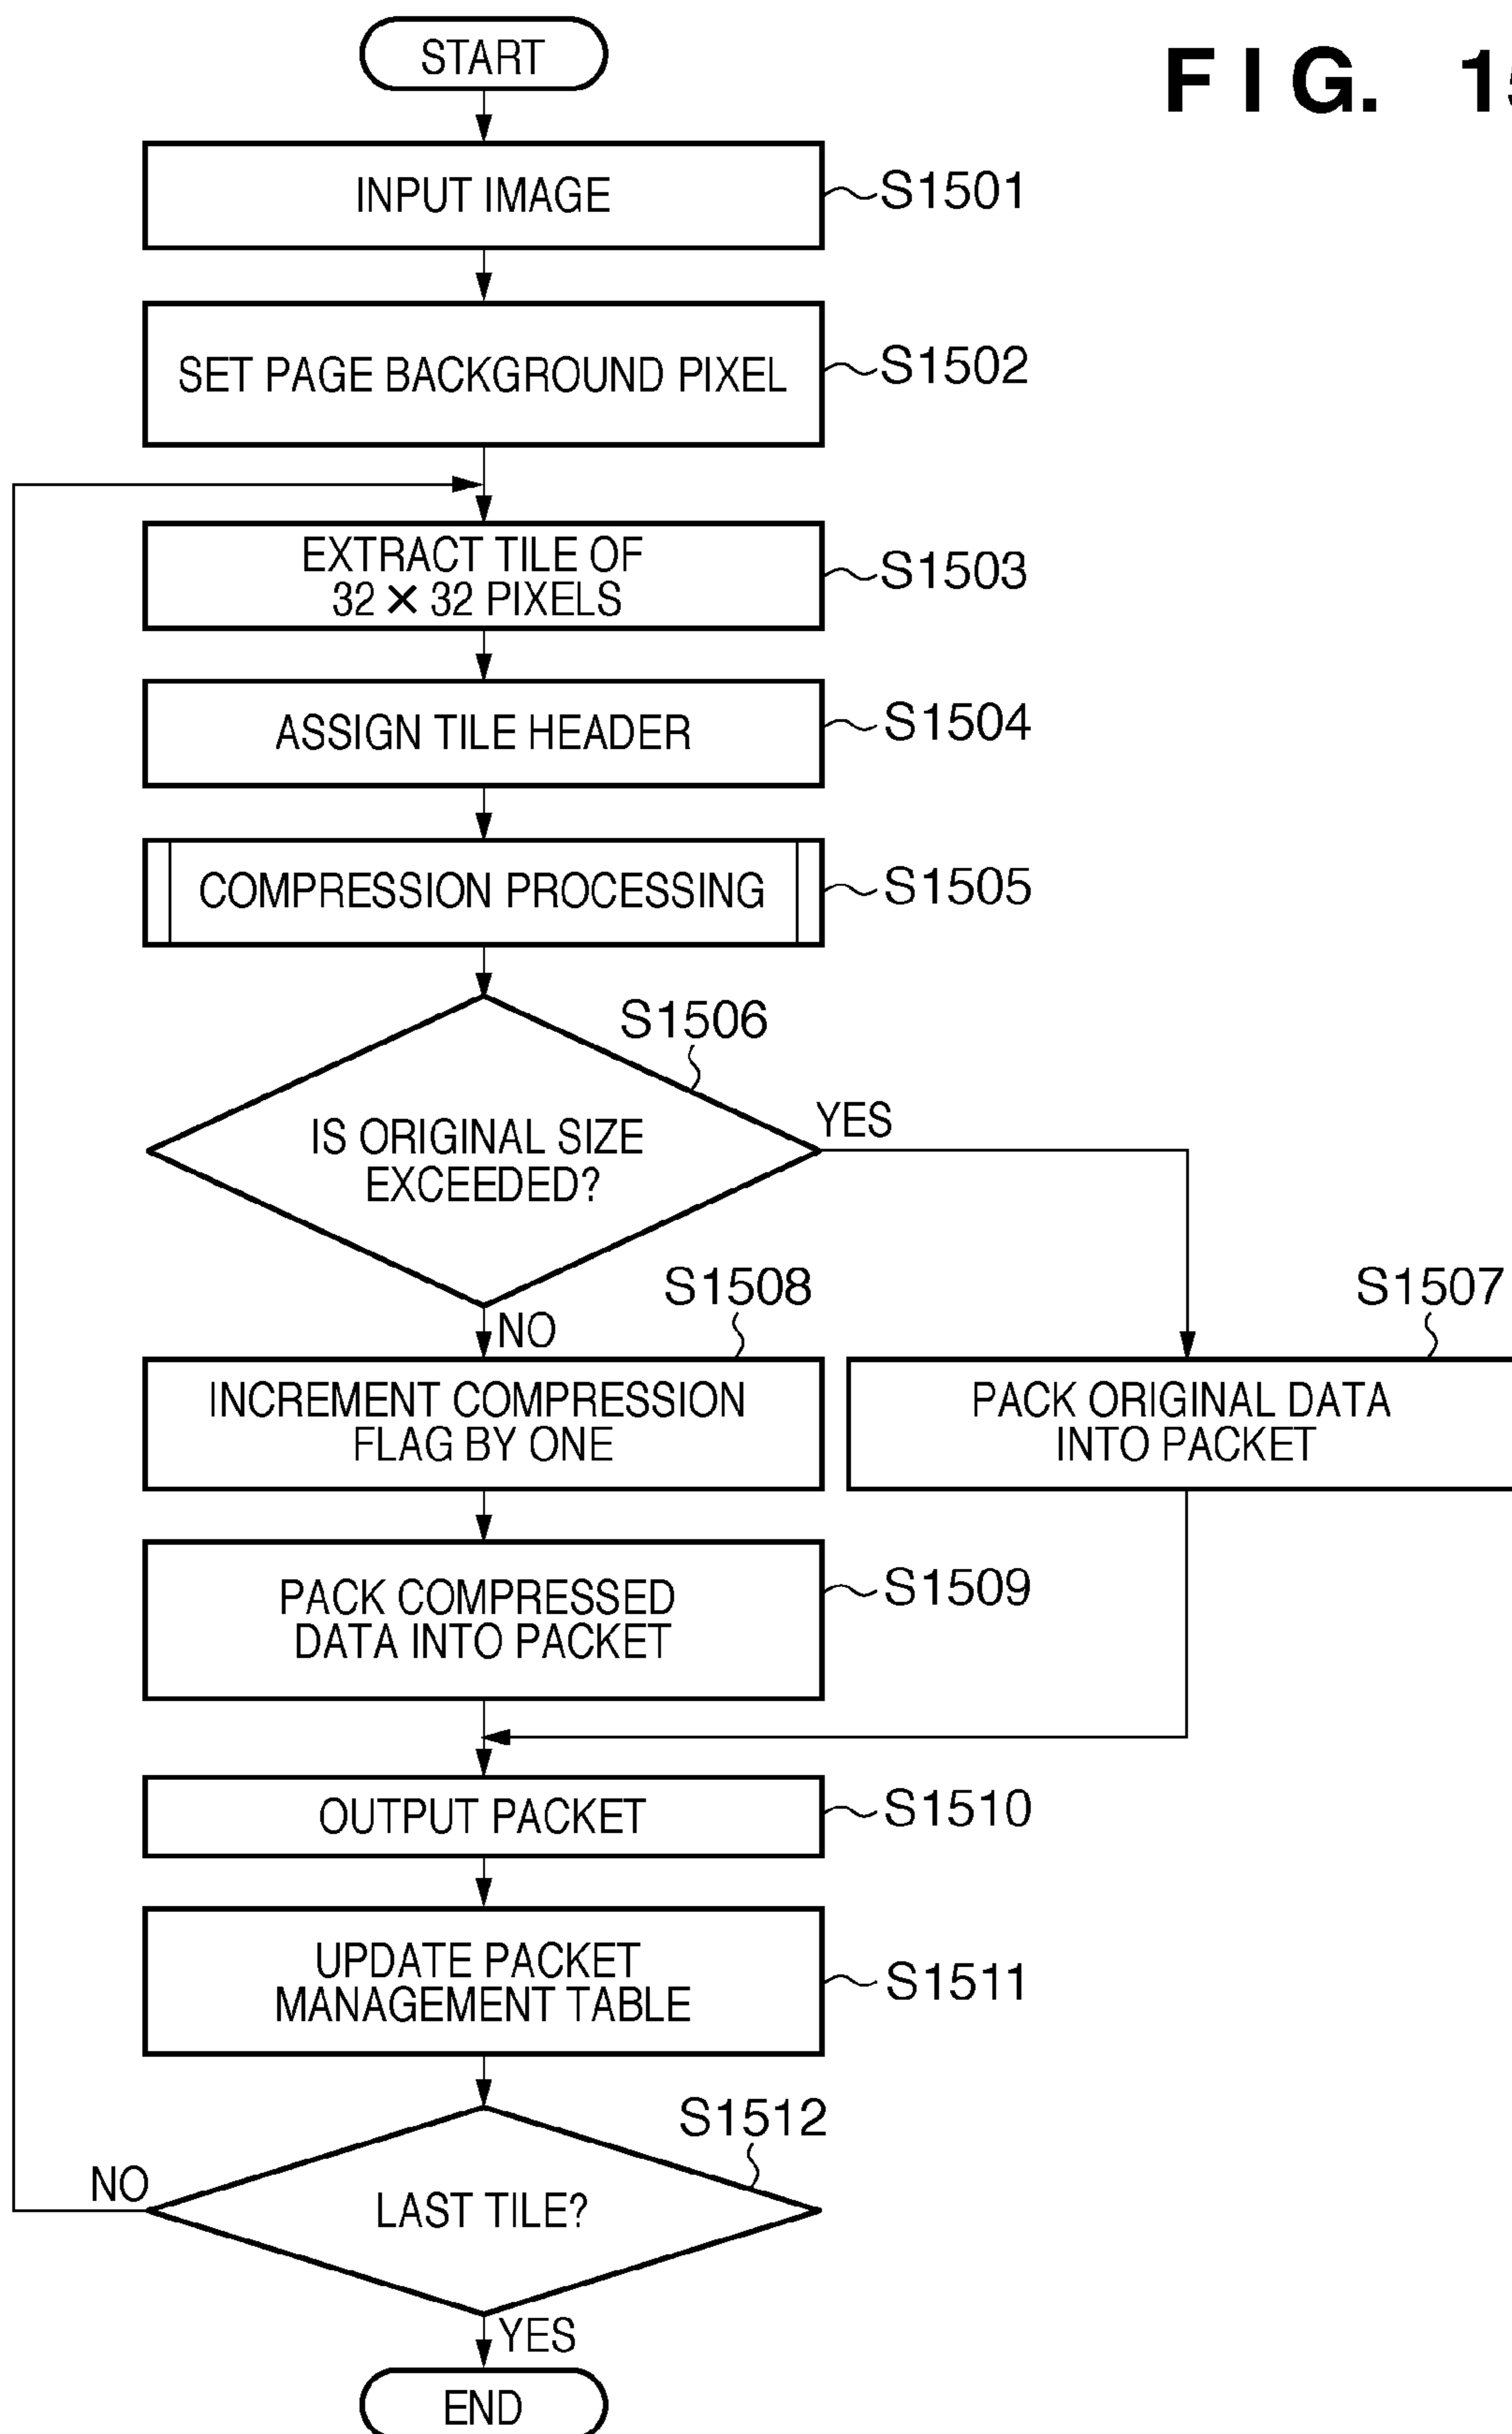 START
FIG. 15
INPUT IMAGE
S1501
SET PAGE BACKGROUND PIXEL
S1502
EXTRACT TILE OF
32 × 32 PIXELS
S1503
ASSIGN TILE HEADER
S1504
COMPRESSION PROCESSING
S1505
S1506
IS ORIGINAL SIZE
EXCEEDED?
YES
NO
S1508
INCREMENT COMPRESSION
FLAG BY ONE
S1507
PACK ORIGINAL DATA
INTO PACKET
PACK COMPRESSED
DATA INTO PACKET
S1509
OUTPUT PACKET
S1510
UPDATE PACKET
MANAGEMENT TABLE
S1511
S1512
LAST TILE?
NO
YES
END